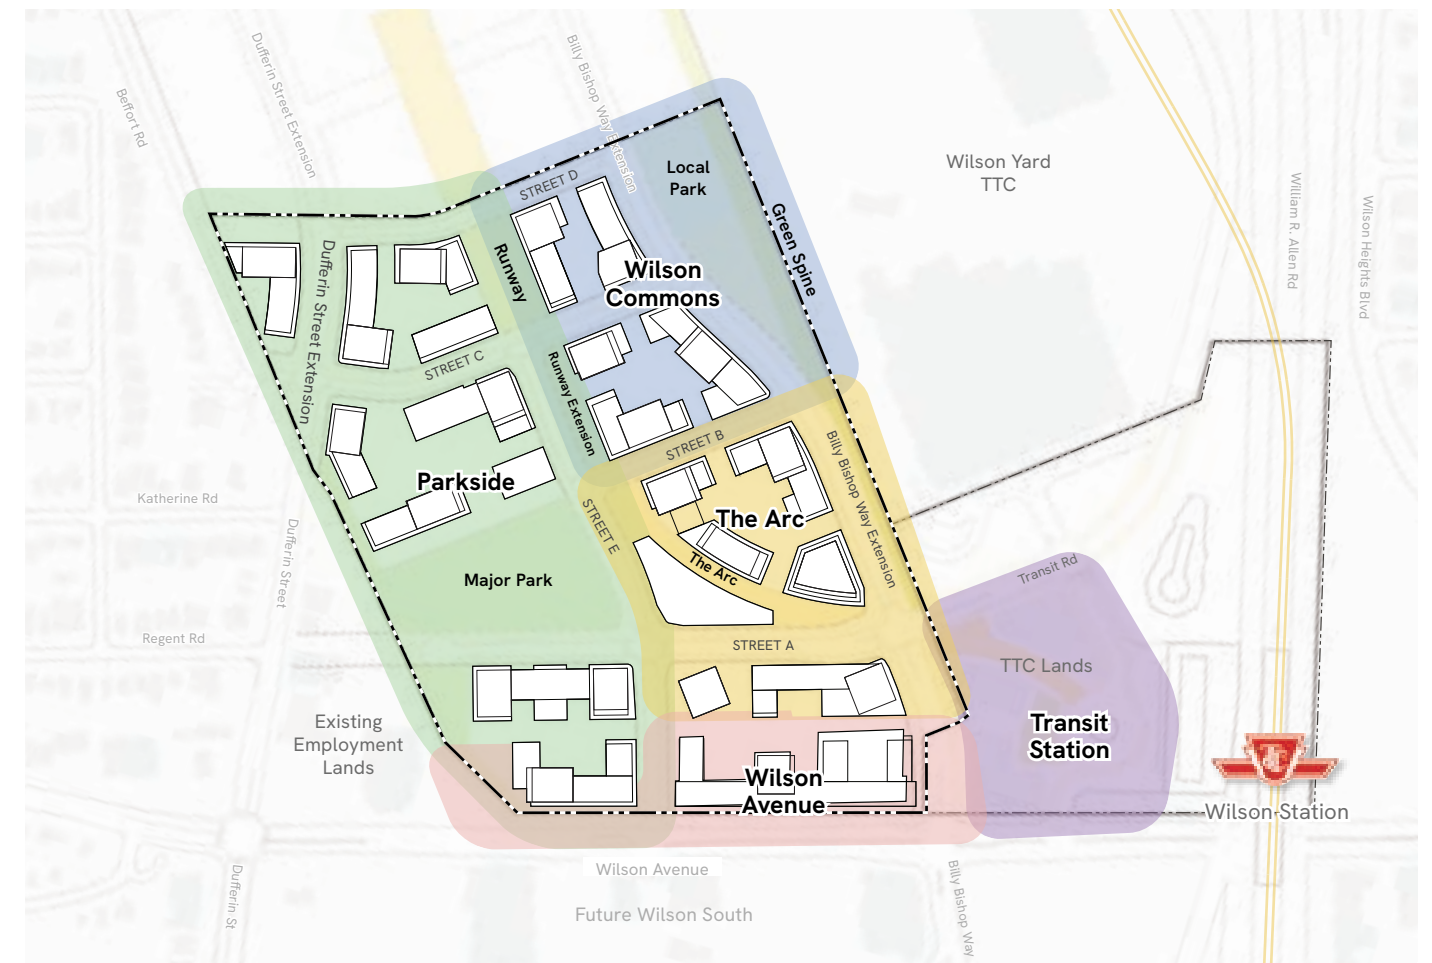 Beffort Rd
Dufferin Street Extension
Billy Bishop Way Extension
Wilson Yard
TTC
William R. Allen Rd
Wilson Heights Blvd
Local
Park
STREET D
Green Spine
Runway
Wilson
Commons
Dufferin Street Extension
STREET C
Runway Extension
STREET B
Billy Bishop Way Extension
Parkside
Katherine Rd
The Arc
STREET E
The Arc
Dufferin Street
Major Park
Transit Rd
Regent Rd
STREET A
TTC Lands
Existing
Employment
Lands
Transit
Station
Wilson
Avenue
Wilson Station
Wilson Avenue
Dufferin St
Billy Bishop Way
Future Wilson South